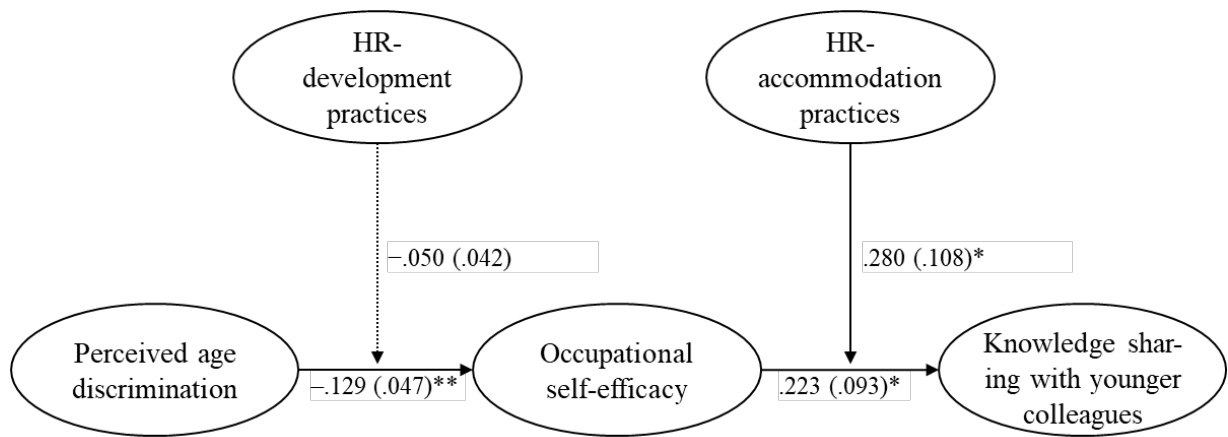 HR-
development
practices
HR-
accommodation
practices
−.050 (.042)
.280 (.108)*
Perceived age
discrimination
−.129 (.047)**
Occupational
self-efficacy
.223 (.093)*
Knowledge shar-
ing with younger
colleagues